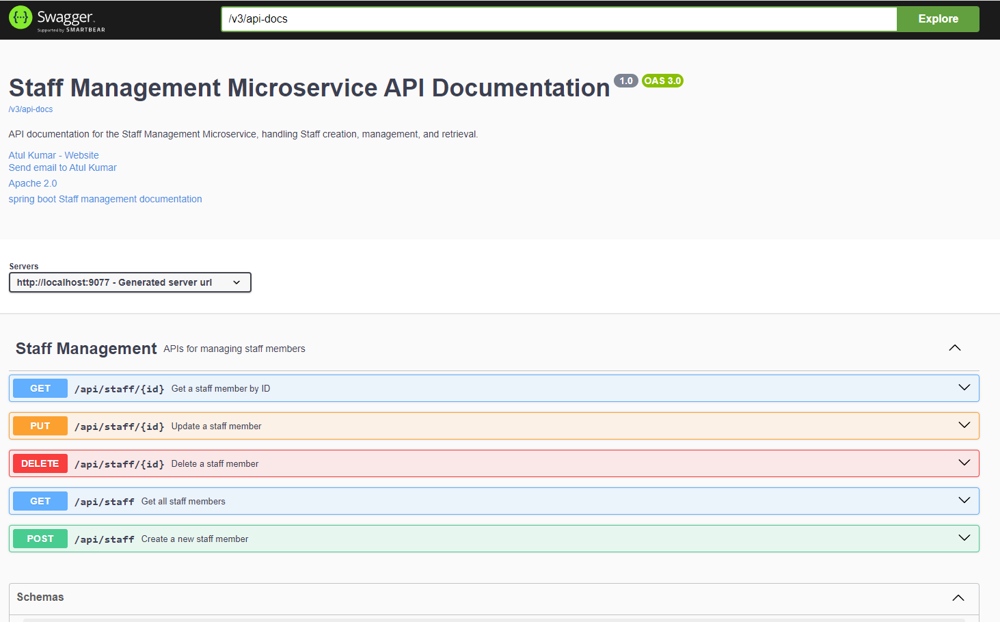 Swagger
Supported by SMARTBEAR
/v3/api-docs
Explore
Staff Management Microservice API Documentation 1.0 OAS 3.0
/v3/api-docs
API documentation for the Staff Management Microservice, handling Staff creation, management, and retrieval.
Atul Kumar - Website
Send email to Atul Kumar
Apache 2.0
spring boot Staff management documentation
Servers
http://localhost:9077 - Generated server url
Staff Management APIs for managing staff members
GET /api/staff/{id} Get a staff member by ID
PUT /api/staff/{id} Update a staff member
DELETE /api/staff/{id} Delete a staff member
GET /api/staff Get all staff members
POST /api/staff Create a new staff member
Schemas